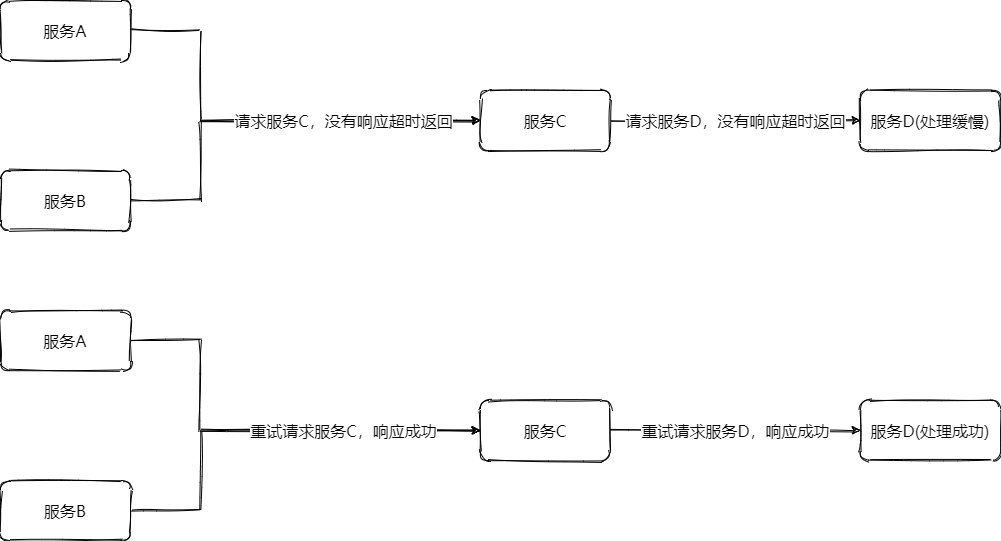 服务A
请求服务C，没有响应超时返回
服务C
请求服务D，没有响应超时返回
服务D(处理缓慢)
服务B
服务A
重试请求服务C，响应成功
服务C
重试请求服务D，响应成功
服务D(处理成功)
服务B